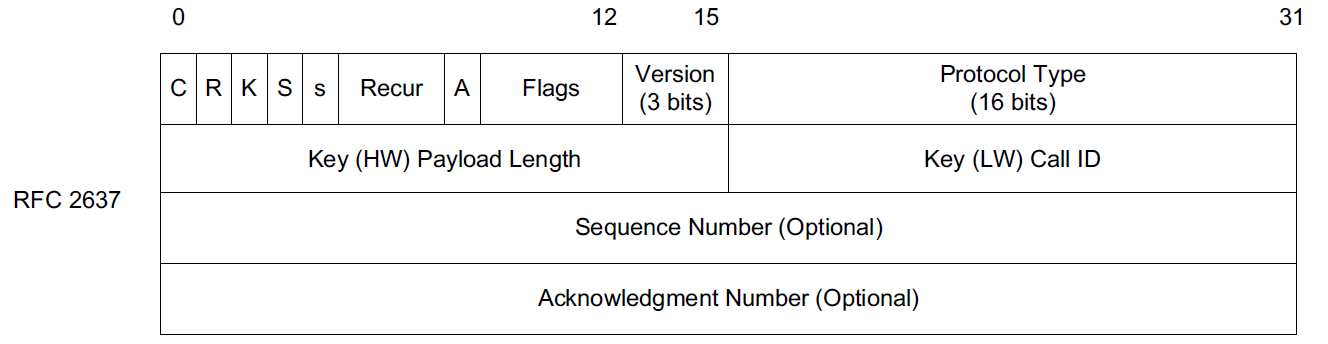 0 12 15 31
C R K S s Recur A Flags Version (3 bits) Protocol Type (16 bits)
Key (HW) Payload Length Key (LW) Call ID
RFC 2637
Sequence Number (Optional)
Acknowledgment Number (Optional)